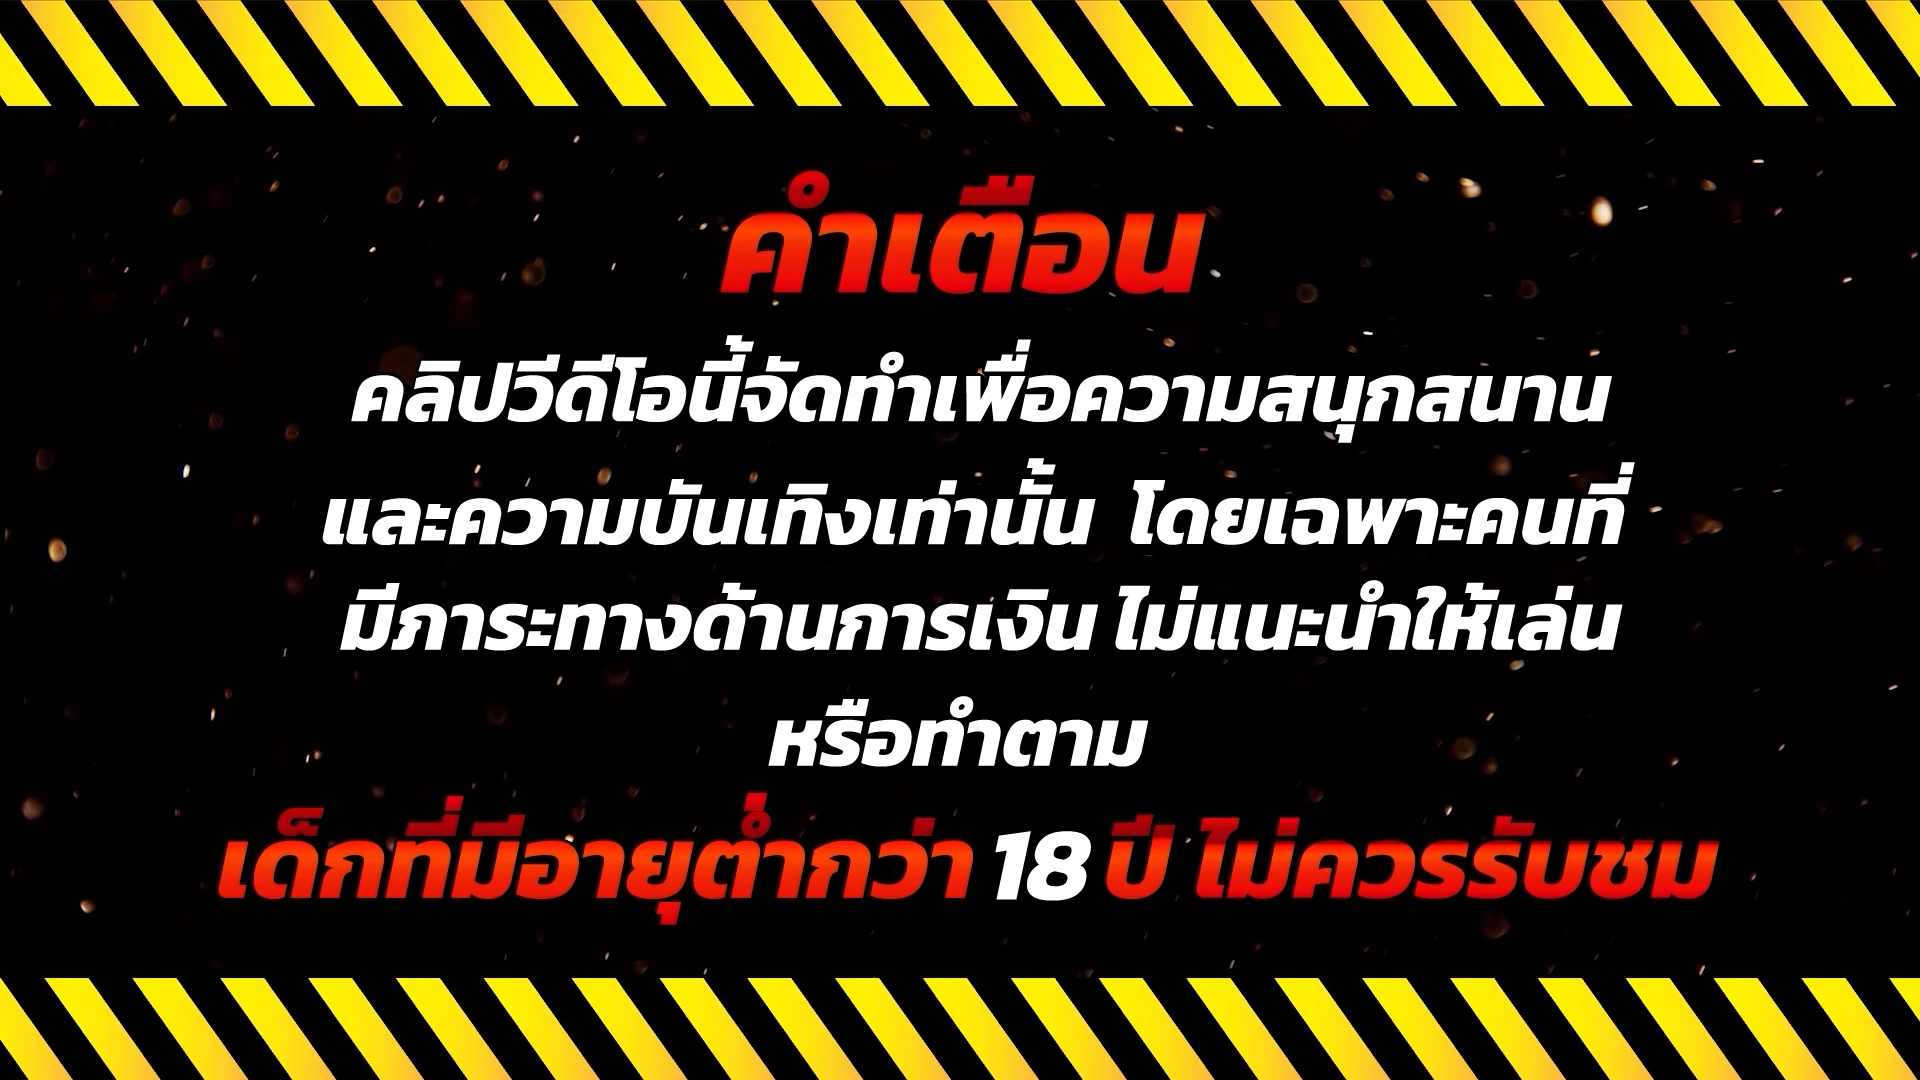 คำเตือน
คลิปวีดีโอนี้จัดทำเพื่อความสนุกสนาน
และความบันเทิงเท่านั้น โดยเฉพาะคนที่
มีภาระทางด้านการเงิน ไม่แนะนำให้เล่น
หรือทำตาม
เด็กที่มีอายุต่ำกว่า 18 ปี ไม่ควรรับชม